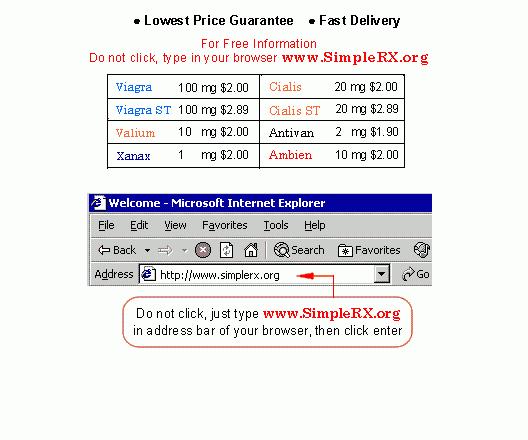 ● Lowest Price Guarantee ● Fast Delivery
For Free Information
Do not click, type in your browser www.SimpleRX.org
Viagra 100 mg $2.00 Cialis 20 mg $2.00
Viagra ST 100 mg $2.89 Cialis ST 20 mg $2.89
Valium 10 mg $2.00 Antivan 2 mg $1.90
Xanax 1 mg $2.00 Ambien 10 mg $2.00
Welcome - Microsoft Internet Explorer
File Edit View Favorites Tools Help
Back Search Favorites
Address http://www.simplerx.org Go
Do not click, just type www.SimpleRX.org
in address bar of your browser, then click enter